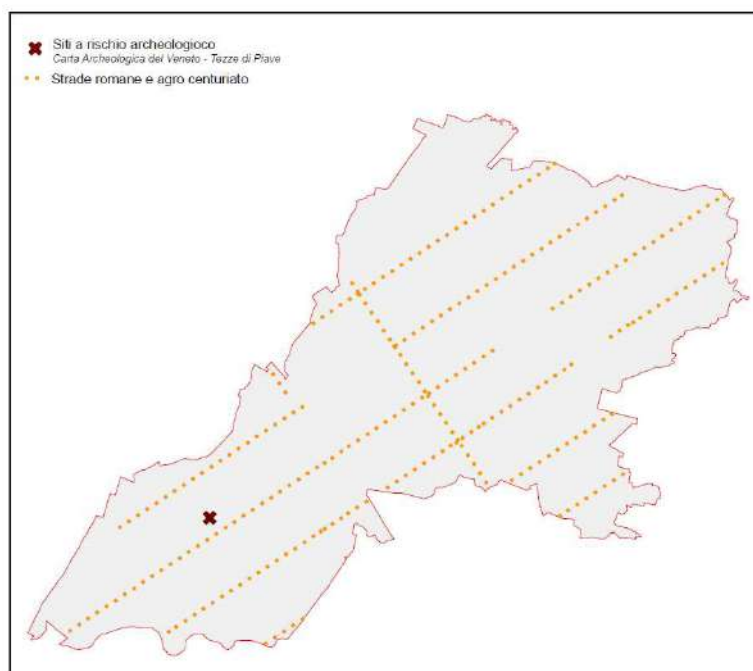 Siti a rischio archeologioco
Carta Archeologica del Veneto - Tezze di Piave
Strade romane e agro centuriato